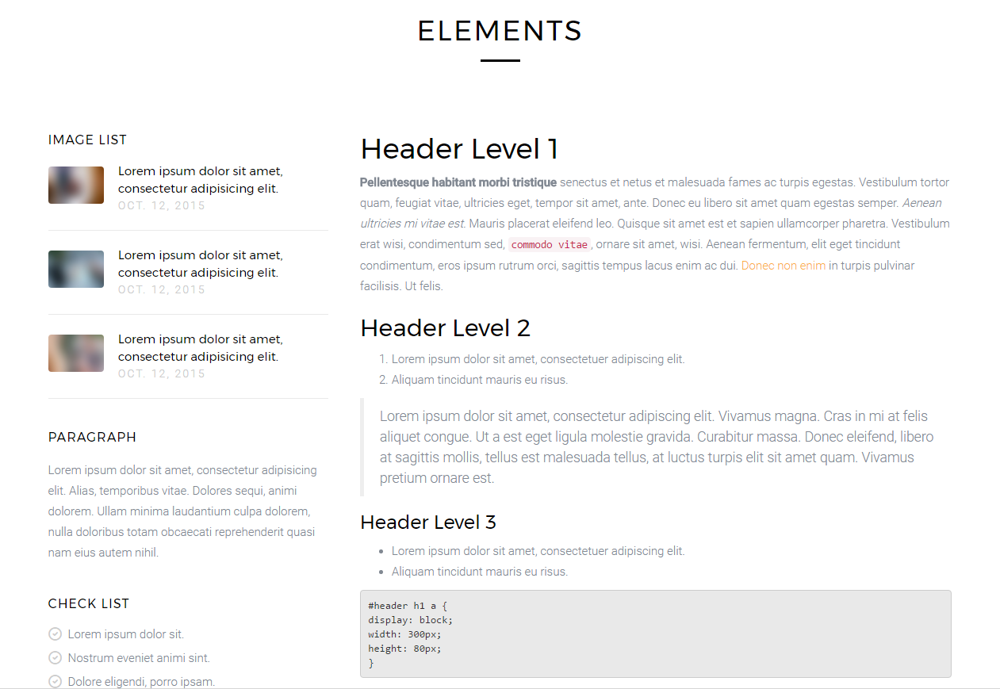 ELEMENTS
IMAGE LIST
Lorem ipsum dolor sit amet,
consectetur adipisicing elit.
OCT. 12, 2015
Lorem ipsum dolor sit amet,
consectetur adipisicing elit.
OCT. 12, 2015
Lorem ipsum dolor sit amet,
consectetur adipisicing elit.
OCT. 12, 2015
PARAGRAPH
Lorem ipsum dolor sit amet, consectetur adipisicing
elit. Alias, temporibus vitae. Dolores sequi, animi
dolorem. Ullam minima laudantium culpa dolorem,
nulla doloribus totam obcaecati reprehenderit quasi
nam eius autem nihil.
CHECK LIST
Lorem ipsum dolor sit.
Nostrum eveniet animi sint.
Dolore eligendi, porro ipsam.
Header Level 1
Pellentesque habitant morbi tristique senectus et netus et malesuada fames ac turpis egestas. Vestibulum tortor
quam, feugiat vitae, ultricies eget, tempor sit amet, ante. Donec eu libero sit amet quam egestas semper. Aenean
ultricies mi vitae est. Mauris placerat eleifend leo. Quisque sit amet est et sapien ullamcorper pharetra. Vestibulum
erat wisi, condimentum sed, commodo vitae, ornare sit amet, wisi. Aenean fermentum, elit eget tincidunt
condimentum, eros ipsum rutrum orci, sagittis tempus lacus enim ac dui. Donec non enim in turpis pulvinar
facilisis. Ut felis.
Header Level 2
1. Lorem ipsum dolor sit amet, consectetuer adipiscing elit.
2. Aliquam tincidunt mauris eu risus.
Lorem ipsum dolor sit amet, consectetur adipiscing elit. Vivamus magna. Cras in mi at felis
aliquet congue. Ut a est eget ligula molestie gravida. Curabitur massa. Donec eleifend, libero
at sagittis mollis, tellus est malesuada tellus, at luctus turpis elit sit amet quam. Vivamus
pretium ornare est.
Header Level 3
• Lorem ipsum dolor sit amet, consectetuer adipiscing elit.
• Aliquam tincidunt mauris eu risus.
#header h1 a {
display: block;
width: 300px;
height: 80px;
}